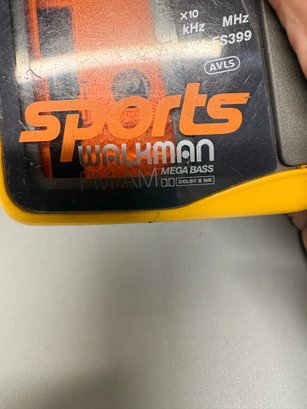 X10
kHz MHz
FS399
AVLS
sports
WALKMAN
MEGA BASS
FM/AM DOLBY B NR